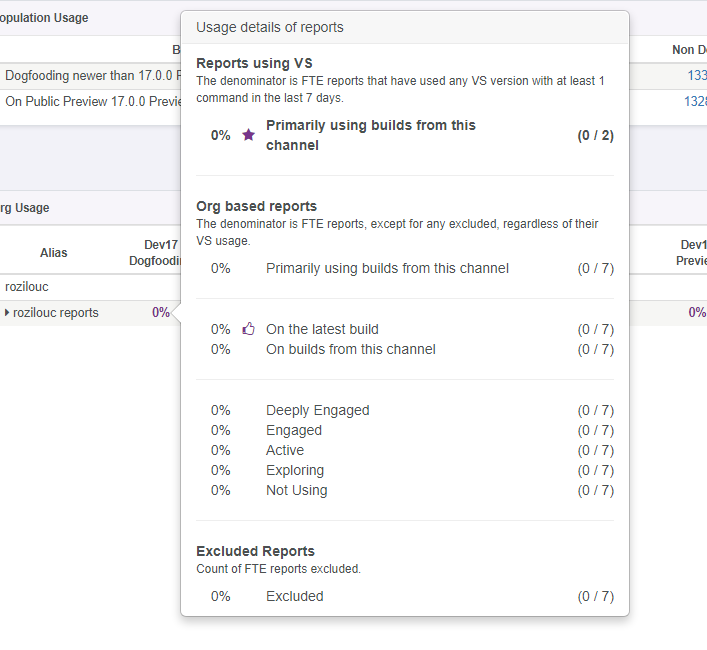 opulation Usage
Usage details of reports
B
Non D
Dogfooding newer than 17.0.0 P
133
On Public Preview 17.0.0 Previe
1328
Reports using VS
The denominator is FTE reports that have used any VS version with at least 1
command in the last 7 days.
0% Primarily using builds from this
channel (0 / 2)
Org based reports
The denominator is FTE reports, except for any excluded, regardless of their
VS usage.
0% Primarily using builds from this channel (0 / 7)
0% On the latest build (0 / 7)
0% On builds from this channel (0 / 7)
0% Deeply Engaged (0 / 7)
0% Engaged (0 / 7)
0% Active (0 / 7)
0% Exploring (0 / 7)
0% Not Using (0 / 7)
Excluded Reports
Count of FTE reports excluded.
0% Excluded (0 / 7)
rg Usage
Alias
Dev17
Dogfoodin
Dev1
Previe
rozilouc
rozilouc reports 0% 0%